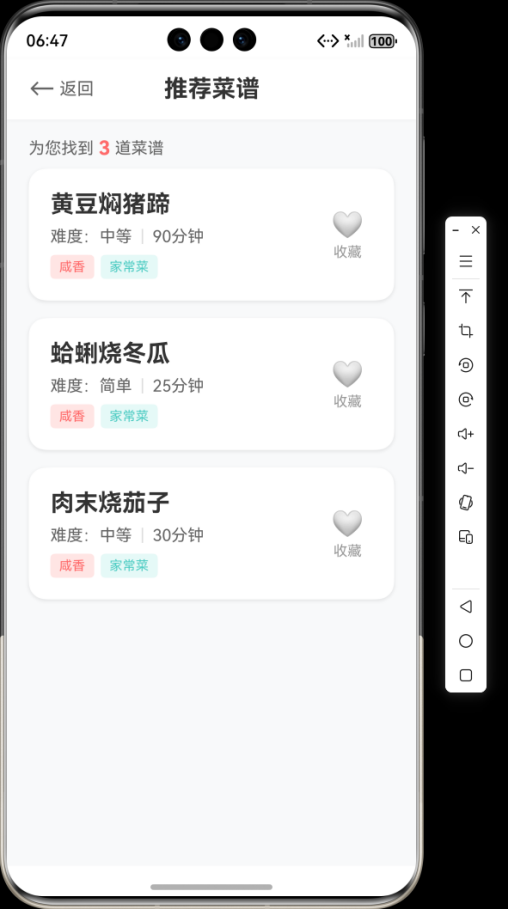 06:47
100
返回
推荐菜谱
为您找到 3 道菜谱
黄豆焖猪蹄
难度：中等 | 90分钟
咸香 家常菜
收藏
蛤蜊烧冬瓜
难度：简单 | 25分钟
咸香 家常菜
收藏
肉末烧茄子
难度：中等 | 30分钟
咸香 家常菜
收藏